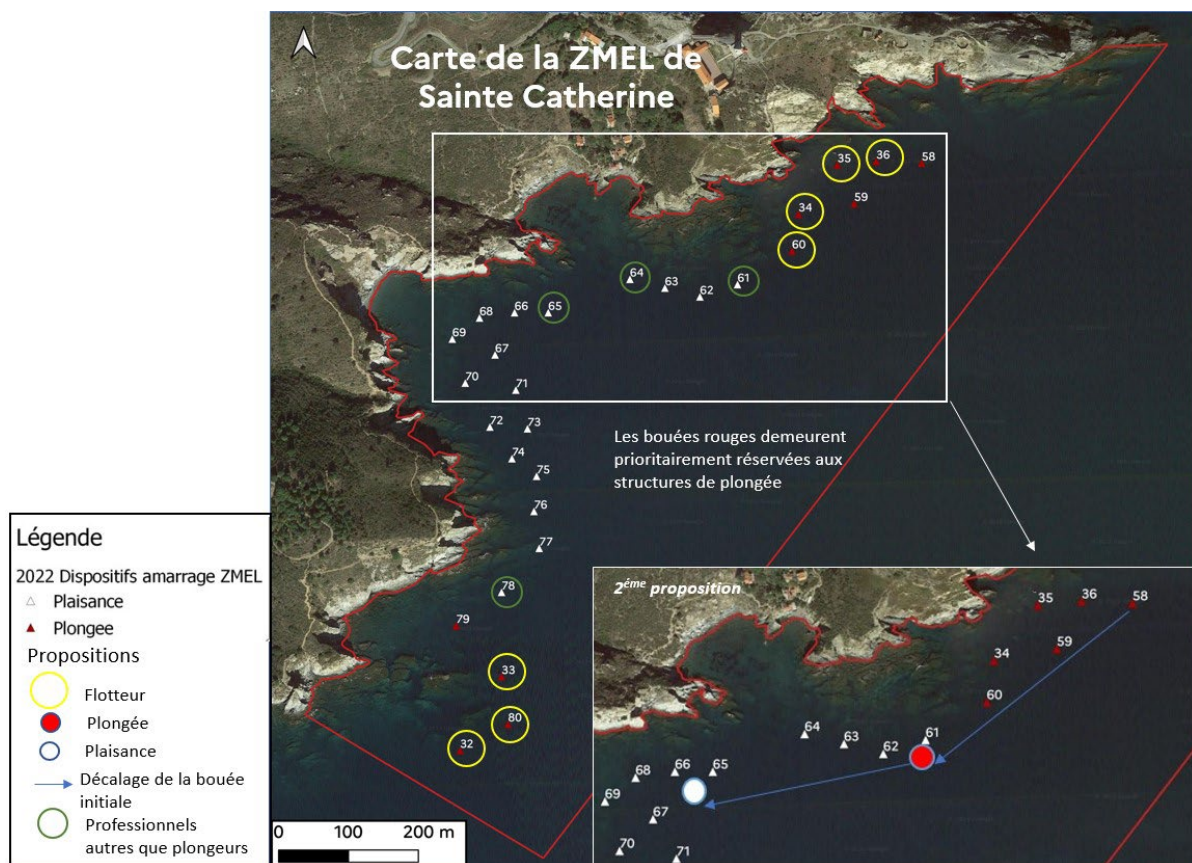 Carte de la ZMEL de
Sainte Catherine
35
36
58
34
59
60
64
63
62
61
65
66
68
69
67
70
71
72
73
74
75
76
77
78
79
33
80
32
Les bouées rouges demeurent
prioritairement réservées aux
structures de plongée
Légende
2022 Dispositifs amarrage ZMEL
Plaisance
Plongee
Propositions
Flotteur
Plongée
Plaisance
Décalage de la bouée
initiale
Professionnels
autres que plongeurs
0 100 200 m
2éme proposition
35
36
58
34
59
60
64
63
62
61
66
65
68
69
67
70
71